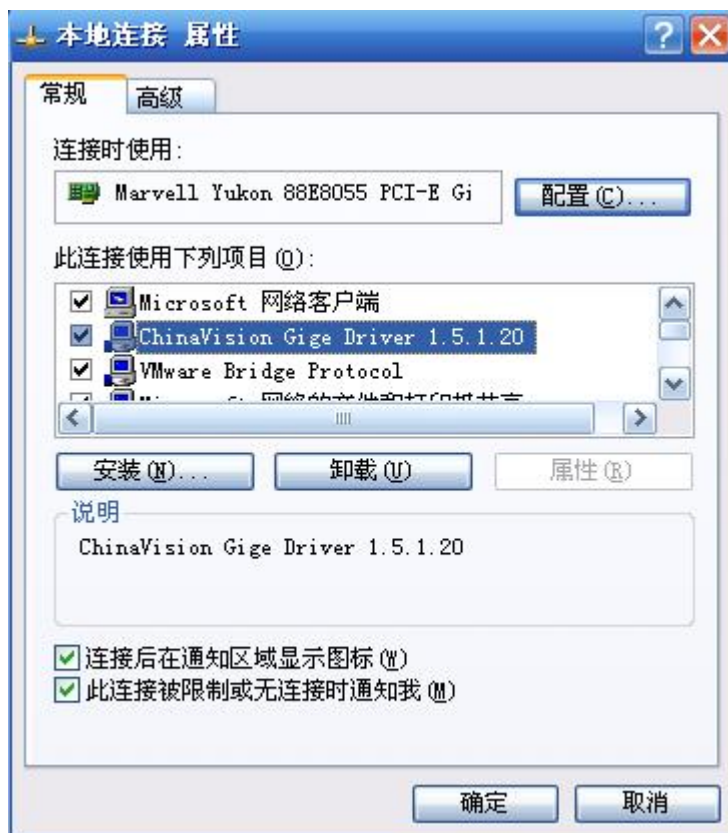 本地连接 属性
常规
高级
连接时使用:
Marvell Yukon 88E8055 PCI-E Gi
配置(C)...
此连接使用下列项目(O):
Microsoft 网络客户端
ChinaVision Gige Driver 1.5.1.20
VMware Bridge Protocol
安装(N)...
卸载(U)
属性(R)
说明
ChinaVision Gige Driver 1.5.1.20
连接后在通知区域显示图标(W)
此连接被限制或无连接时通知我(M)
确定
取消